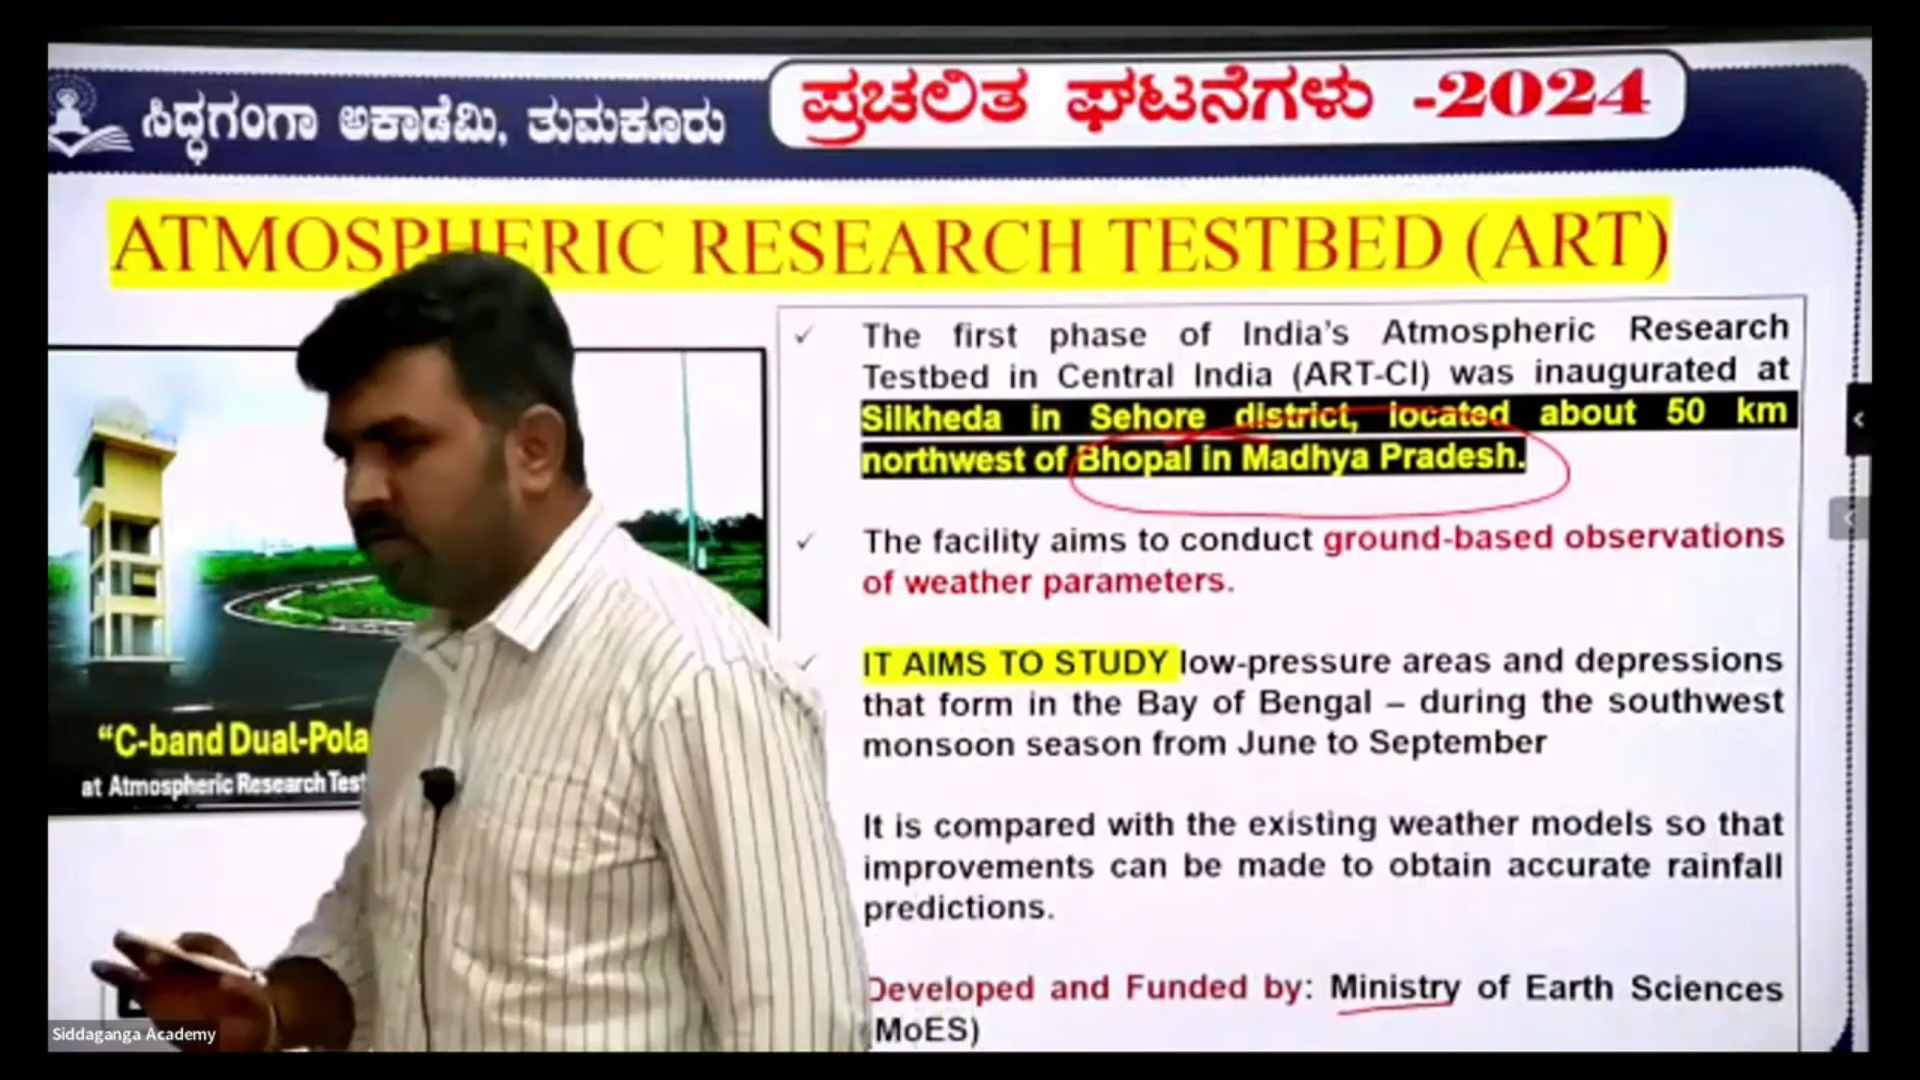 ಸಿದ್ಧಗಂಗಾ ಅಕಾಡೆಮಿ, ತುಮಕೂರು
ಪ್ರಚಲಿತ ಘಟನೆಗಳು -2024
ATMOSPHERIC RESEARCH TESTBED (ART)
The first phase of India's Atmospheric Research
Testbed in Central India (ART-CI) was inaugurated at
Silkheda in Sehore district, located about 50 km
northwest of Bhopal in Madhya Pradesh.
The facility aims to conduct ground-based observations
of weather parameters.
IT AIMS TO STUDY low-pressure areas and depressions
that form in the Bay of Bengal – during the southwest
monsoon season from June to September
It is compared with the existing weather models so that
improvements can be made to obtain accurate rainfall
predictions.
Developed and Funded by: Ministry of Earth Sciences
(MoES)
"C-band Dual-Pola
at Atmospheric Research Test
Siddaganga Academy